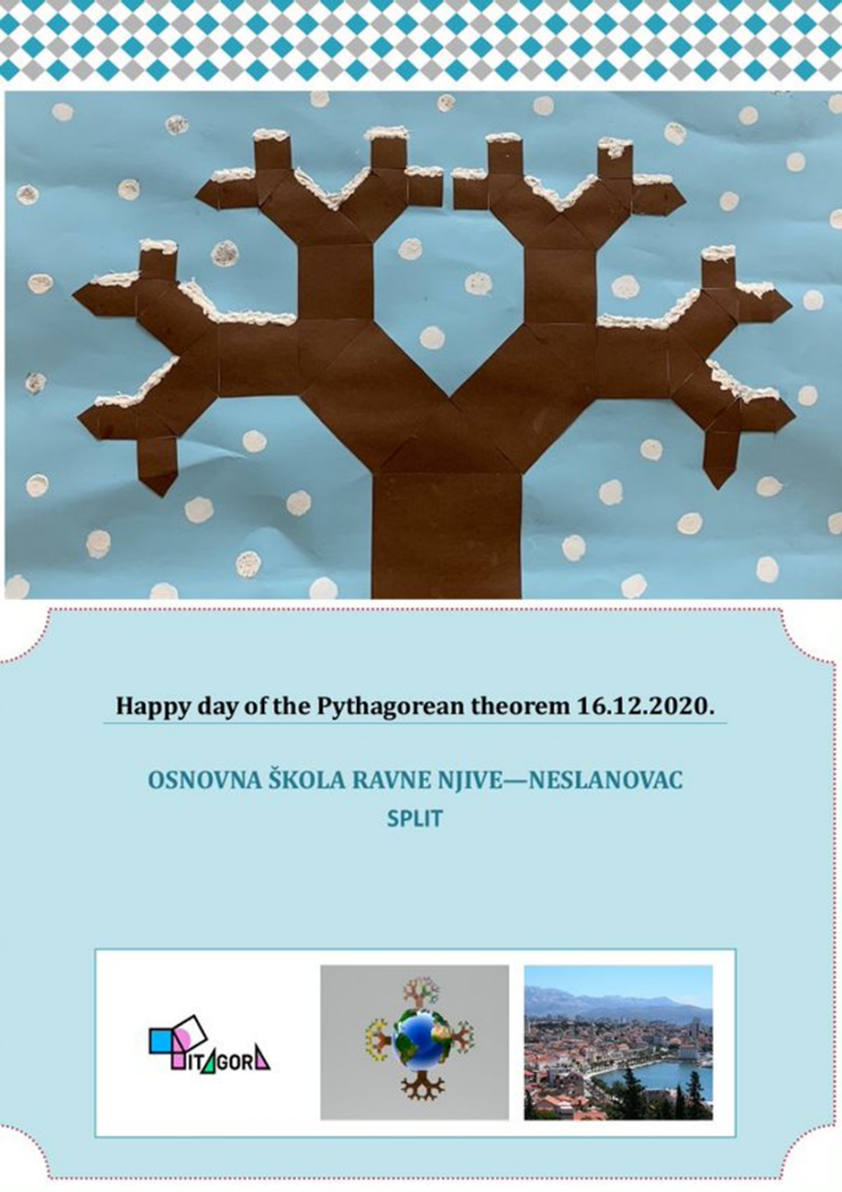 Happy day of the Pythagorean theorem 16.12.2020.
OSNOVNA ŠKOLA RAVNE NJIVE—NESLANOVAC
SPLIT
PITAGORA